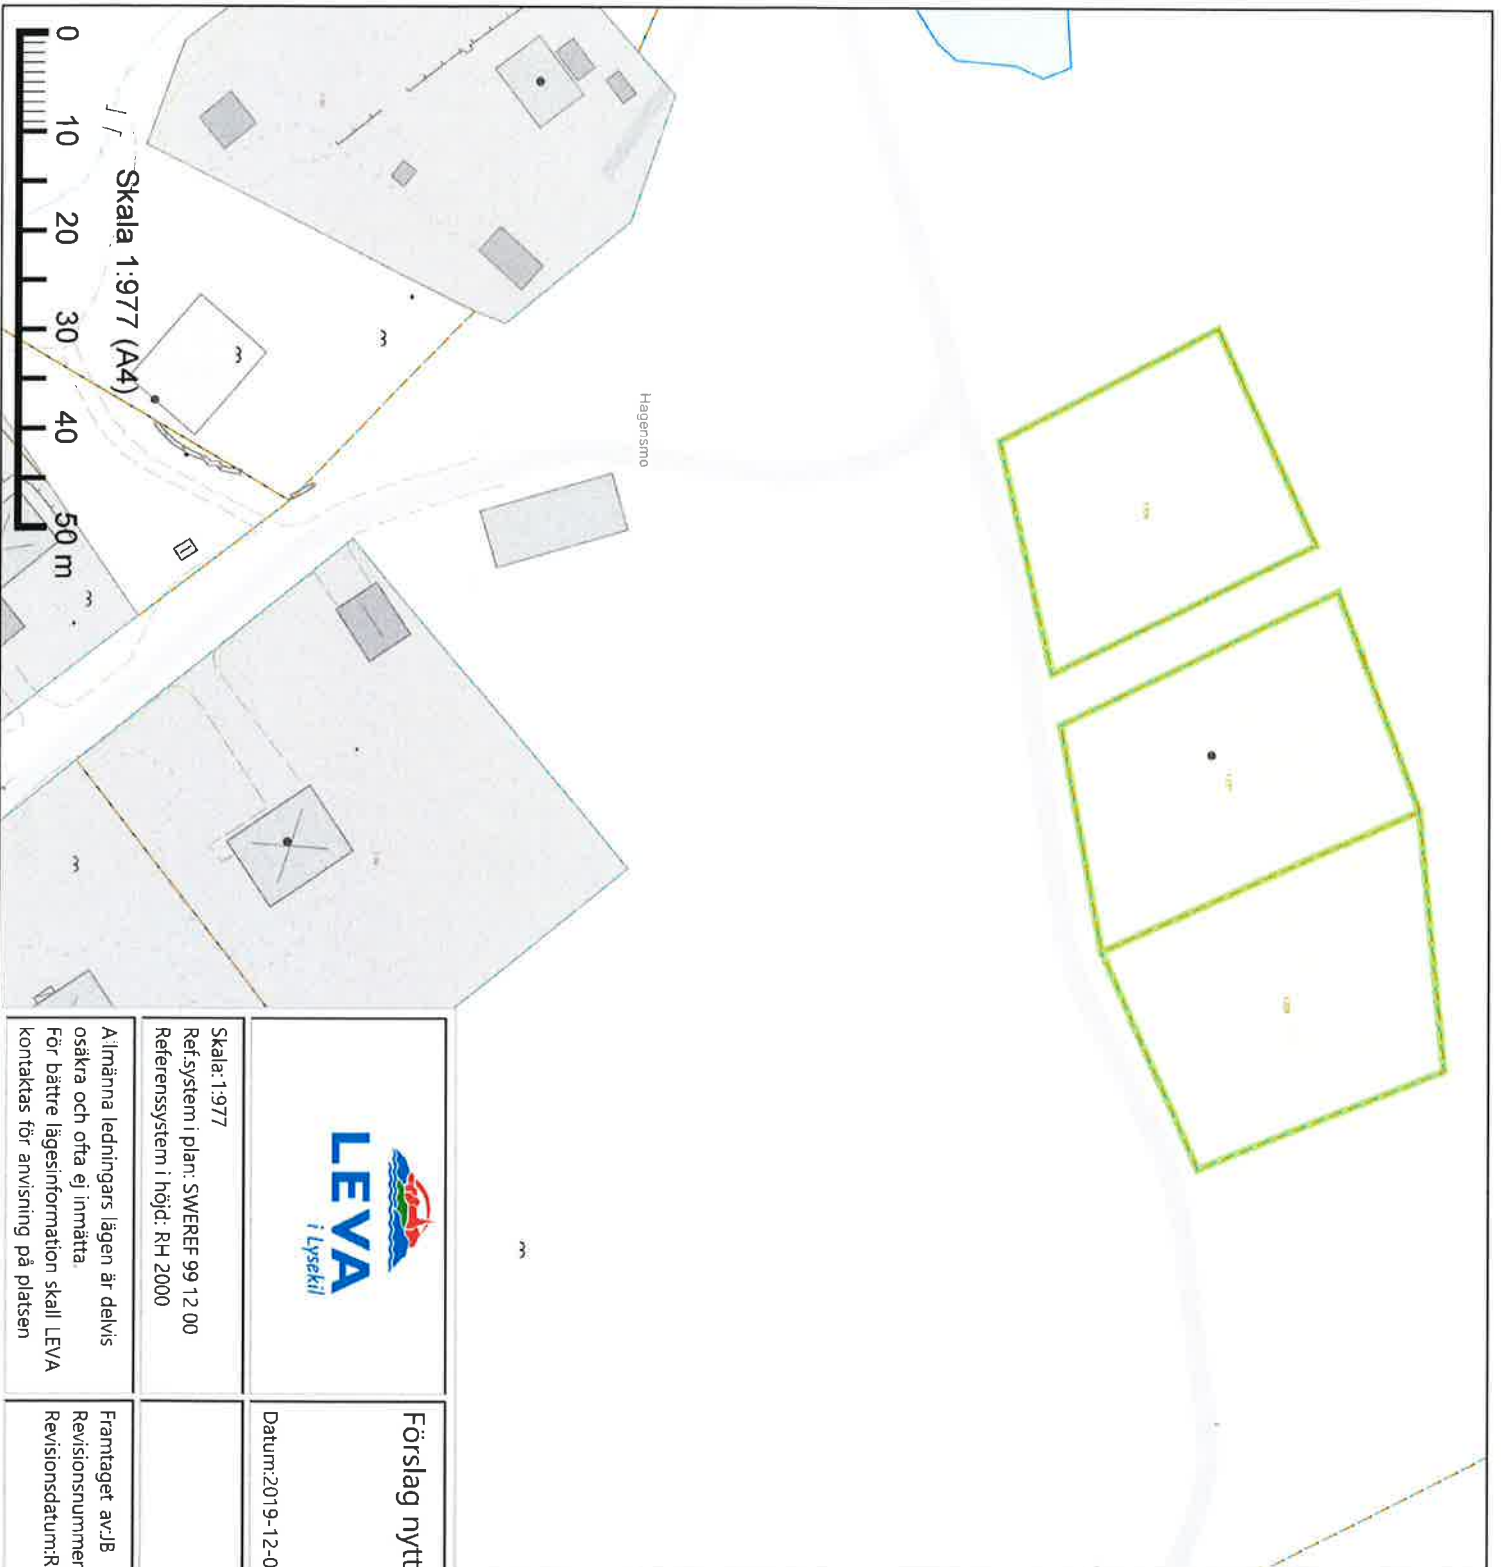 Hagensmo
Skala 1:977 (A4)
0 10 20 30 40 50 m
LEVA
i Lysekil
Förslag nytt
Datum:2019-12-0
Skala:1:977
Ref.system i plan: SWEREF 99 12 00
Referenssystem i höjd: RH 2000
Allmänna ledningars lägen är delvis
osäkra och ofta ej inmätta.
För bättre lägesinformation skall LEVA
kontaktas för anvisning på platsen
Framtaget av:JB
Revisionsnummer
Revisionsdatum:R